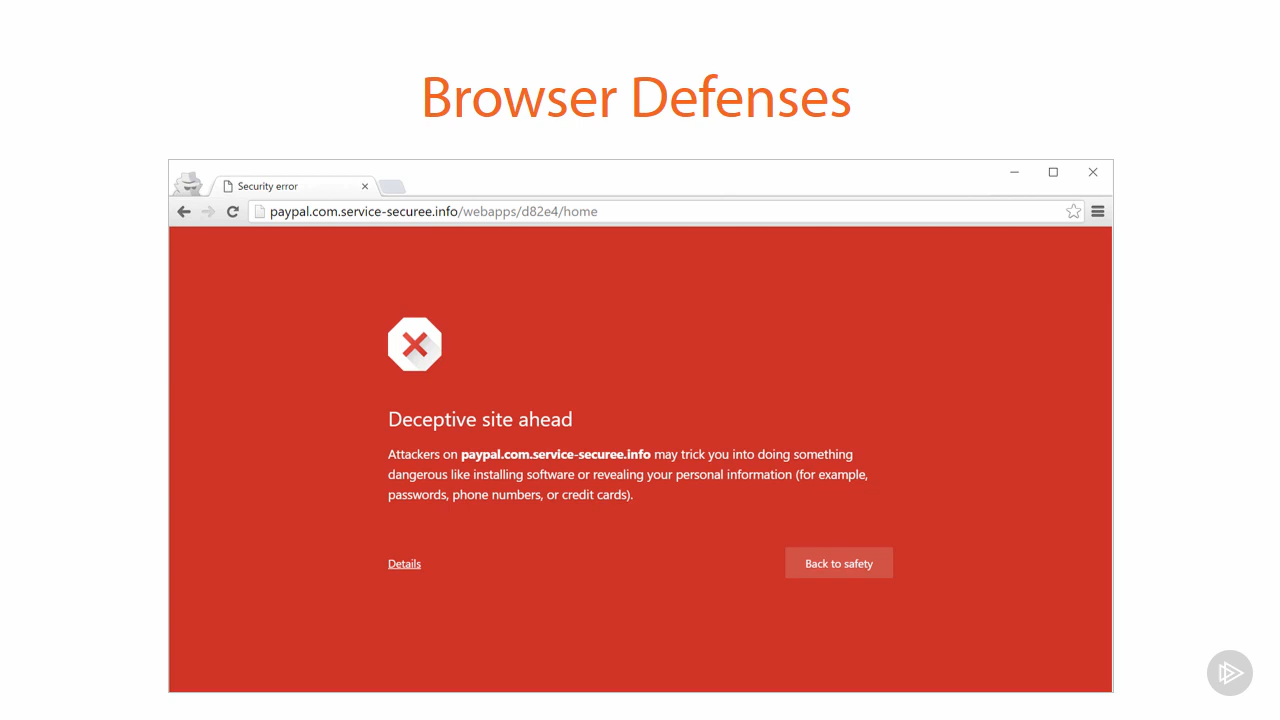 Browser Defenses
Security error
paypal.com.service-securee.info/webapps/d82e4/home
Deceptive site ahead
Attackers on paypal.com.service-securee.info may trick you into doing something
dangerous like installing software or revealing your personal information (for example,
passwords, phone numbers, or credit cards).
Details
Back to safety